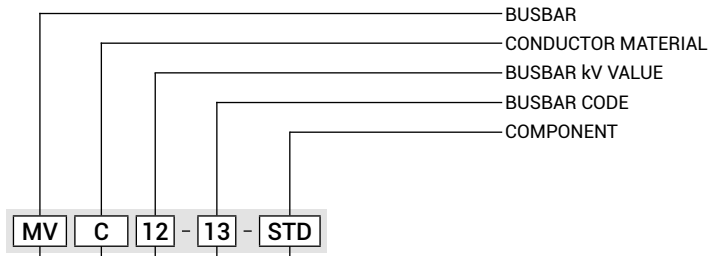 BUSBAR
CONDUCTOR MATERIAL
BUSBAR kV VALUE
BUSBAR CODE
COMPONENT
MV C 12 - 13 - STD